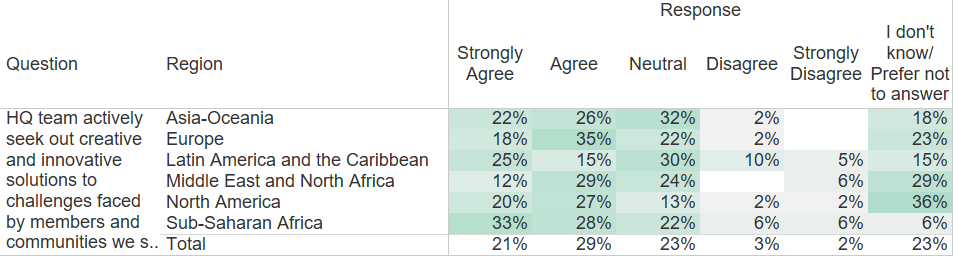 Response
Question Region Strongly Agree Agree Neutral Disagree Strongly Disagree I don't know/ Prefer not to answer
HQ team actively seek out creative and innovative solutions to challenges faced by members and communities we s..
Asia-Oceania 22% 26% 32% 2% 18%
Europe 18% 35% 22% 2% 23%
Latin America and the Caribbean 25% 15% 30% 10% 5% 15%
Middle East and North Africa 12% 29% 24% 6% 29%
North America 20% 27% 13% 2% 2% 36%
Sub-Saharan Africa 33% 28% 22% 6% 6% 6%
Total 21% 29% 23% 3% 2% 23%